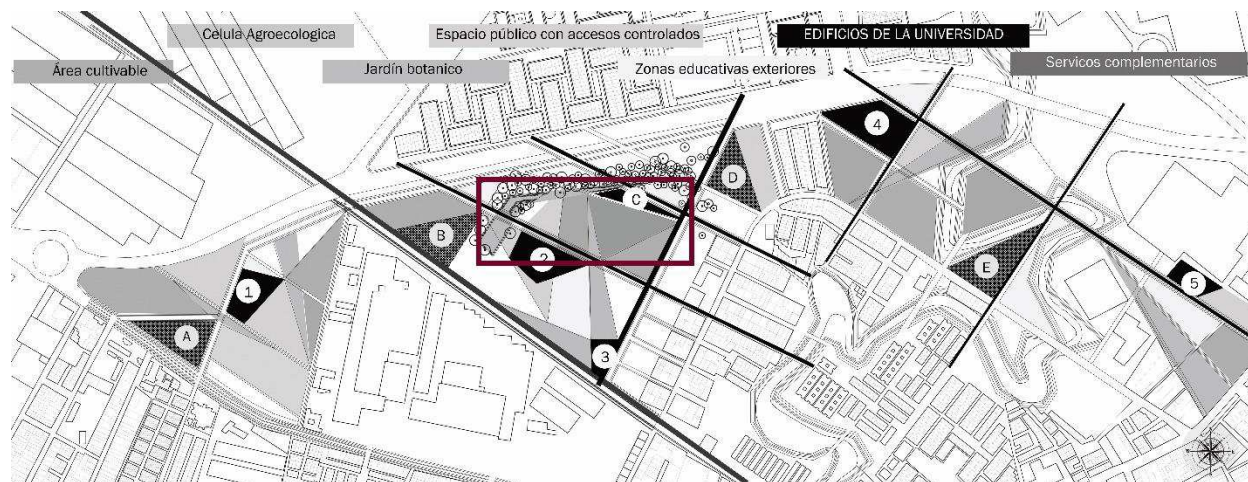 Celula Agroecologica
Espacio público con accesos controlados
EDIFICIOS DE LA UNIVERSIDAD
Área cultivable
Jardín botanico
Zonas educativas exteriores
Servicos complementarios
4
D
C
B
2
E
1
5
A
3